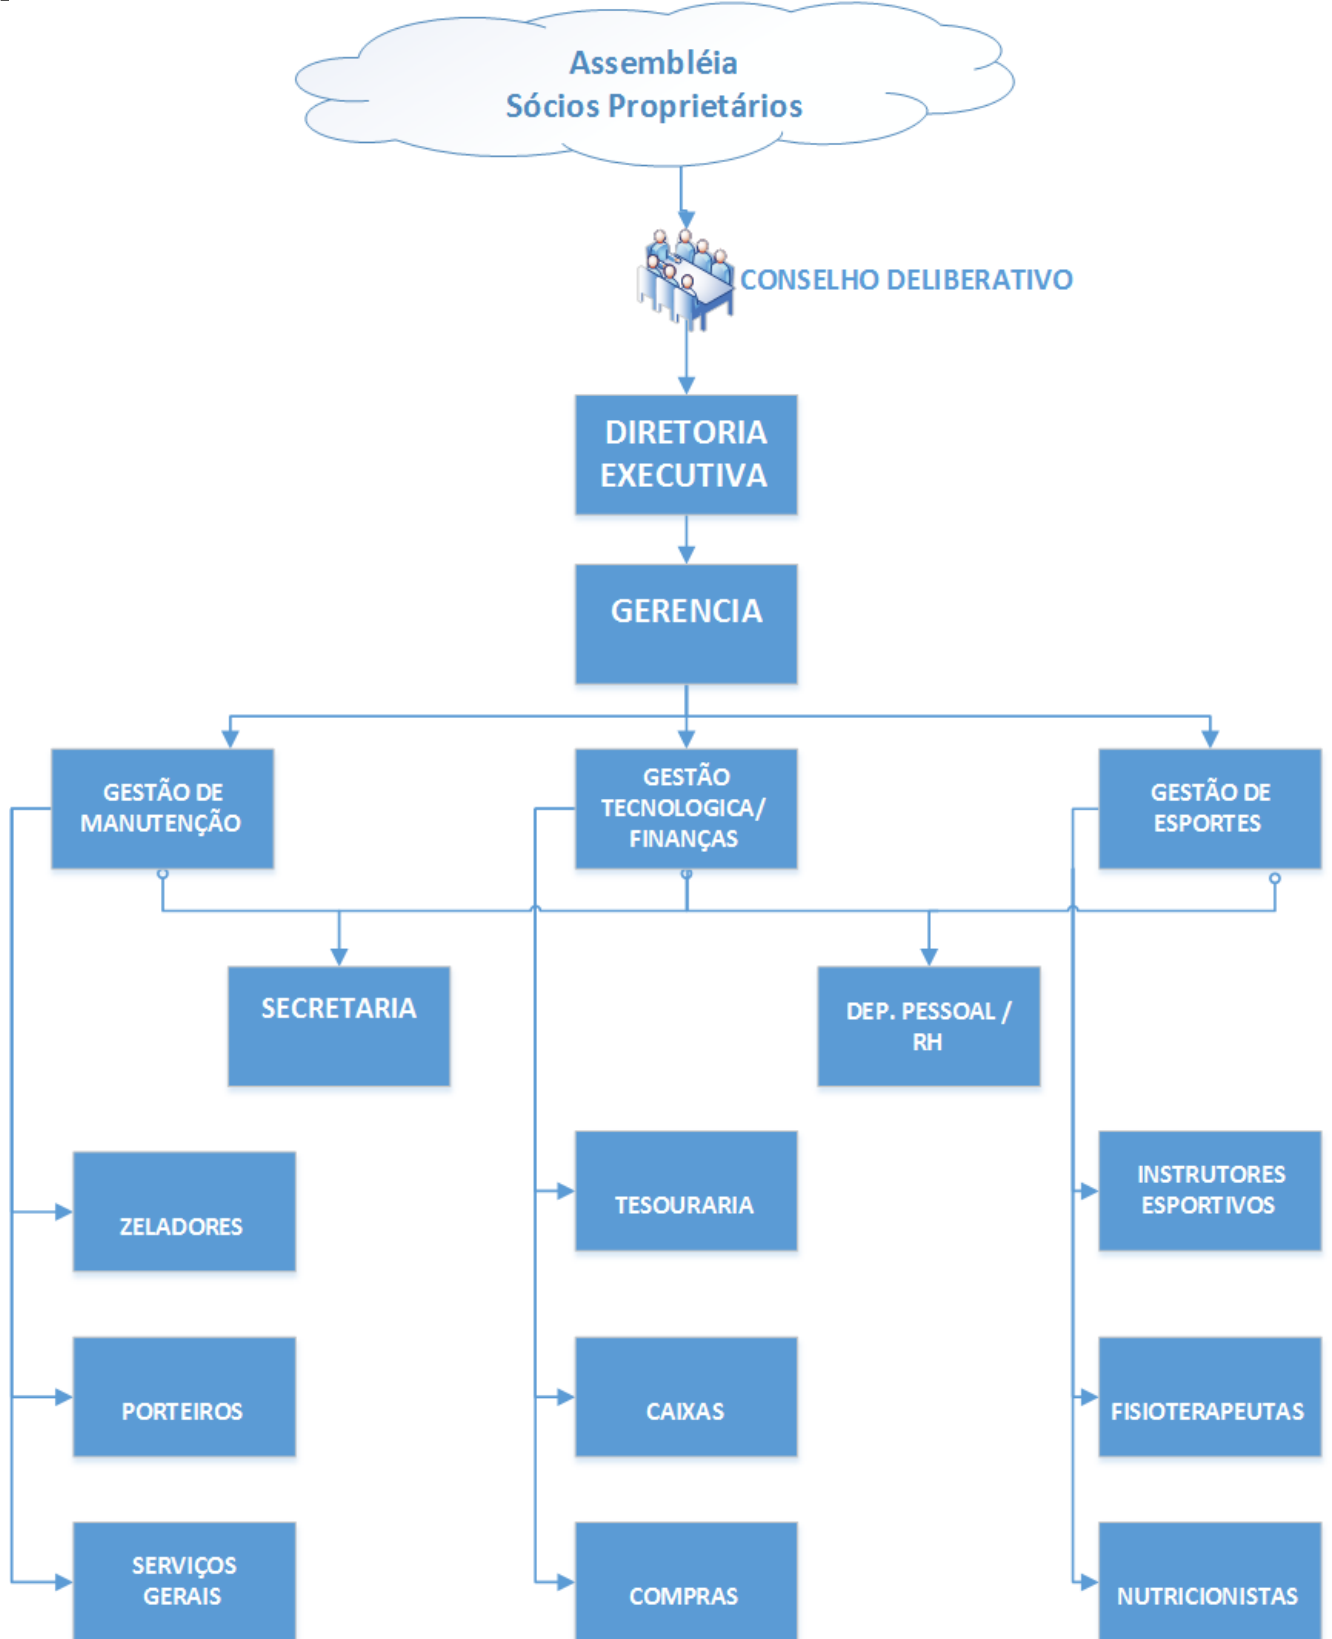 Assembléia
Sócios Proprietários
CONSELHO DELIBERATIVO
DIRETORIA
EXECUTIVA
GERENCIA
GESTÃO DE
MANUTENÇÃO
GESTÃO
TECNOLOGICA/
FINANÇAS
GESTÃO DE
ESPORTES
SECRETARIA
DEP. PESSOAL /
RH
ZELADORES
TESOURARIA
INSTRUTORES
ESPORTIVOS
PORTEIROS
CAIXAS
FISIOTERAPEUTAS
SERVIÇOS
GERAIS
COMPRAS
NUTRICIONISTAS